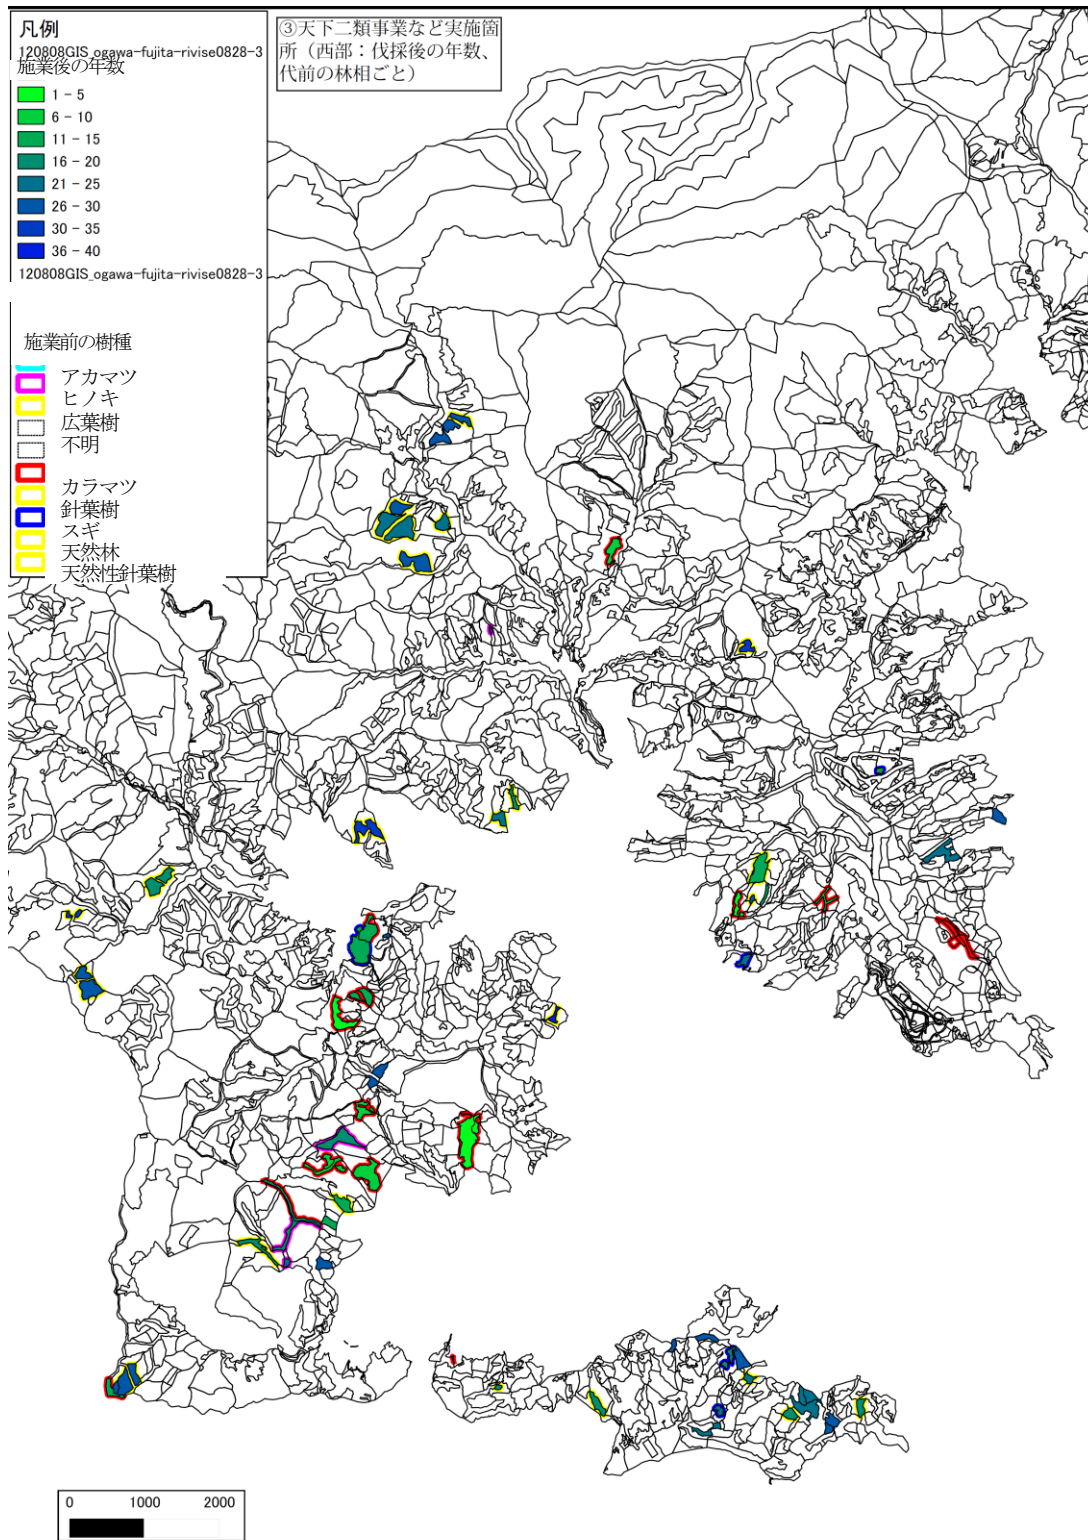 凡例
120808GIS_ogawa-fujita-rivise0828-3
施業後の年数
1 - 5
6 - 10
11 - 15
16 - 20
21 - 25
26 - 30
30 - 35
36 - 40
120808GIS_ogawa-fujita-rivise0828-3
施業前の樹種
アカマツ
ヒノキ
広葉樹
不明
カラマツ
針葉樹
スギ
天然林
天然性針葉樹
③天下二類事業など実施箇
所（西部：伐採後の年数、
代前の林相ごと）
0 1000 2000